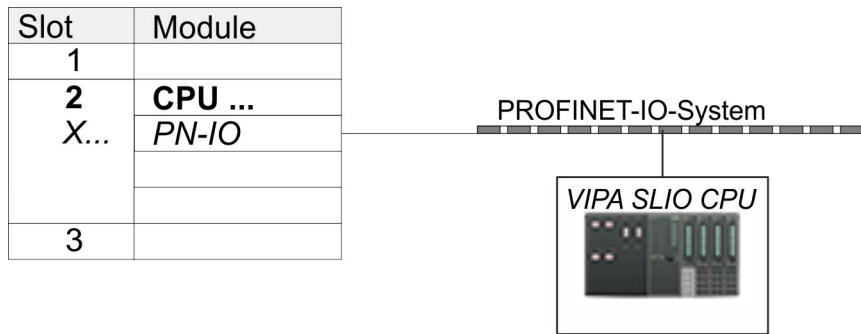 Slot Module
1
2 CPU ...
X... PN-IO
3
PROFINET-IO-System
VIPA SLIO CPU